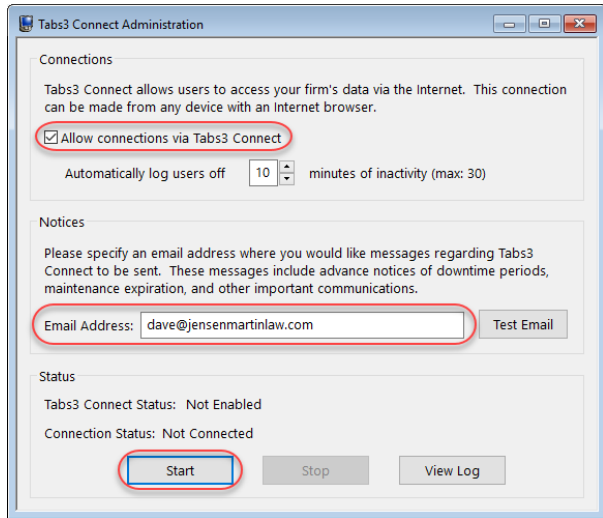 Tabs3 Connect Administration
Connections
Tabs3 Connect allows users to access your firm's data via the Internet. This connection
can be made from any device with an Internet browser.
Allow connections via Tabs3 Connect
Automatically log users off 10 minutes of inactivity (max: 30)
Notices
Please specify an email address where you would like messages regarding Tabs3
Connect to be sent. These messages include advance notices of downtime periods,
maintenance expiration, and other important communications.
Email Address: dave@jensenmartinlaw.com Test Email
Status
Tabs3 Connect Status: Not Enabled
Connection Status: Not Connected
Start Stop View Log